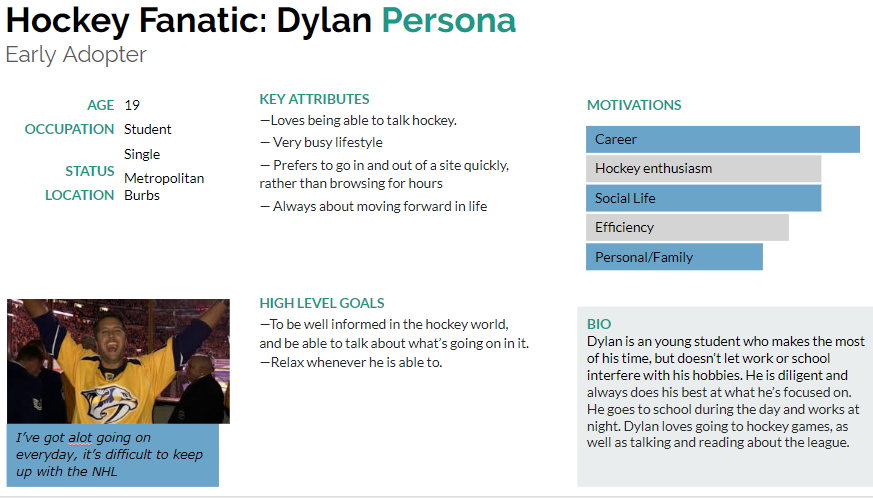 Hockey Fanatic: Dylan Persona
Early Adopter
AGE 19
OCCUPATION Student
Single
STATUS
Metropolitan
LOCATION Burbs
KEY ATTRIBUTES
—Loves being able to talk hockey.
— Very busy lifestyle
— Prefers to go in and out of a site quickly,
rather than browsing for hours
— Always about moving forward in life
MOTIVATIONS
Career
Hockey enthusiasm
Social Life
Efficiency
Personal/Family
I've got alot going on
everyday, it's difficult to keep
up with the NHL
HIGH LEVEL GOALS
—To be well informed in the hockey world,
and be able to talk about what's going on in it.
—Relax whenever he is able to.
BIO
Dylan is an young student who makes the most
of his time, but doesn't let work or school
interfere with his hobbies. He is diligent and
always does his best at what he's focused on.
He goes to school during the day and works at
night. Dylan loves going to hockey games, as
well as talking and reading about the league.